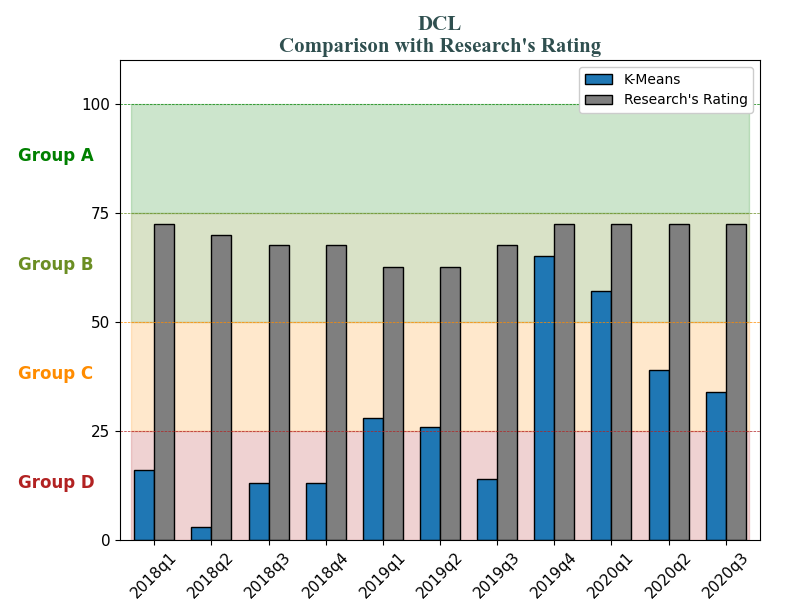 DCL
Comparison with Research's Rating
K-Means
Research's Rating
100
Group A
75
Group B
50
Group C
25
Group D
0
2018q1
2018q2
2018q3
2018q4
2019q1
2019q2
2019q3
2019q4
2020q1
2020q2
2020q3